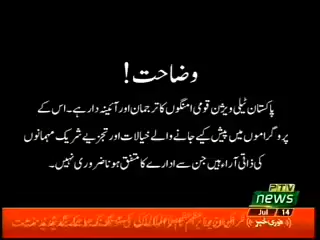 وضاحت!
پاکستان ٹیلی ویژن قومی امنگوں کا ترجمان اور آئینہ دار ہے۔ اس کے
پروگراموں میں پیش کیے جانے والے خیالات اور تجزیے شریک مہمانوں
کی ذاتی آراء ہیں جن سے ادارے کا متفق ہونا ضروری نہیں۔
PTV
news
Jul 14